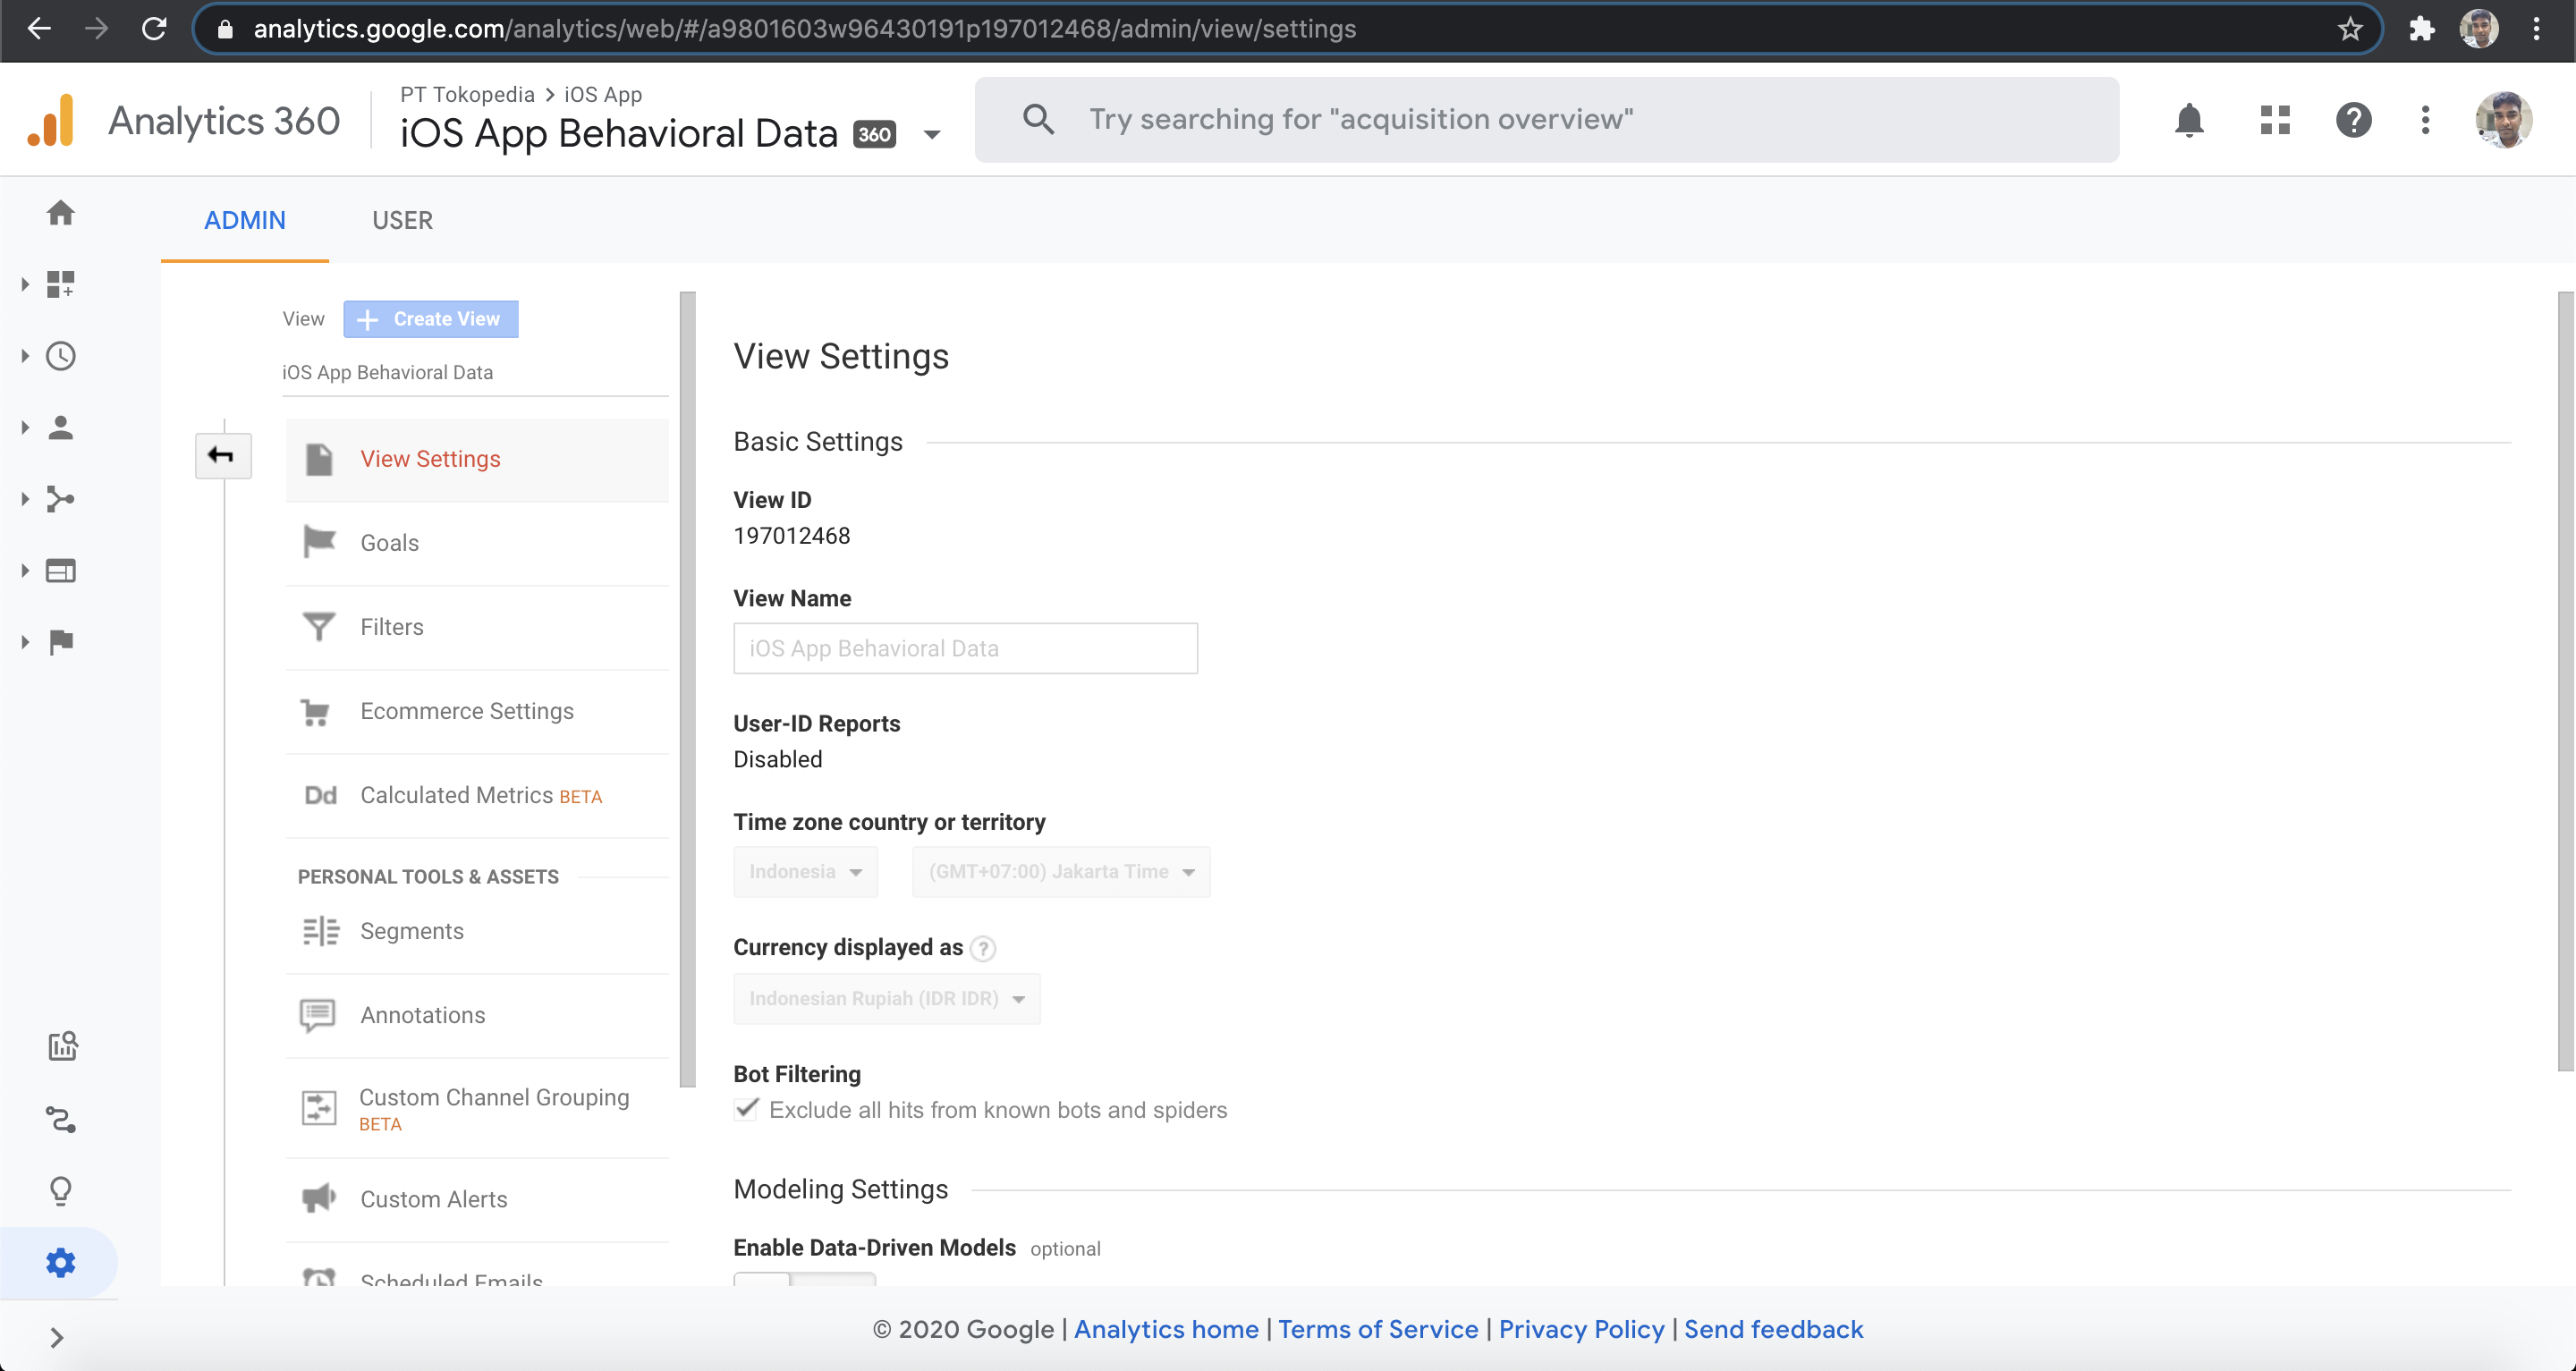 analytics.google.com/analytics/web/#/a9801603w96430191p197012468/admin/view/settings
Analytics 360
PT Tokopedia > iOS App
iOS App Behavioral Data 360
Try searching for "acquisition overview"
ADMIN
USER
View
Create View
iOS App Behavioral Data
View Settings
Goals
Filters
Ecommerce Settings
Dd Calculated Metrics BETA
PERSONAL TOOLS & ASSETS
Segments
Annotations
Custom Channel Grouping
BETA
Custom Alerts
Scheduled Emails
View Settings
Basic Settings
View ID
197012468
View Name
iOS App Behavioral Data
User-ID Reports
Disabled
Time zone country or territory
Indonesia
(GMT+07:00) Jakarta Time
Currency displayed as ?
Indonesian Rupiah (IDR IDR)
Bot Filtering
Exclude all hits from known bots and spiders
Modeling Settings
Enable Data-Driven Models optional
© 2020 Google | Analytics home | Terms of Service | Privacy Policy | Send feedback